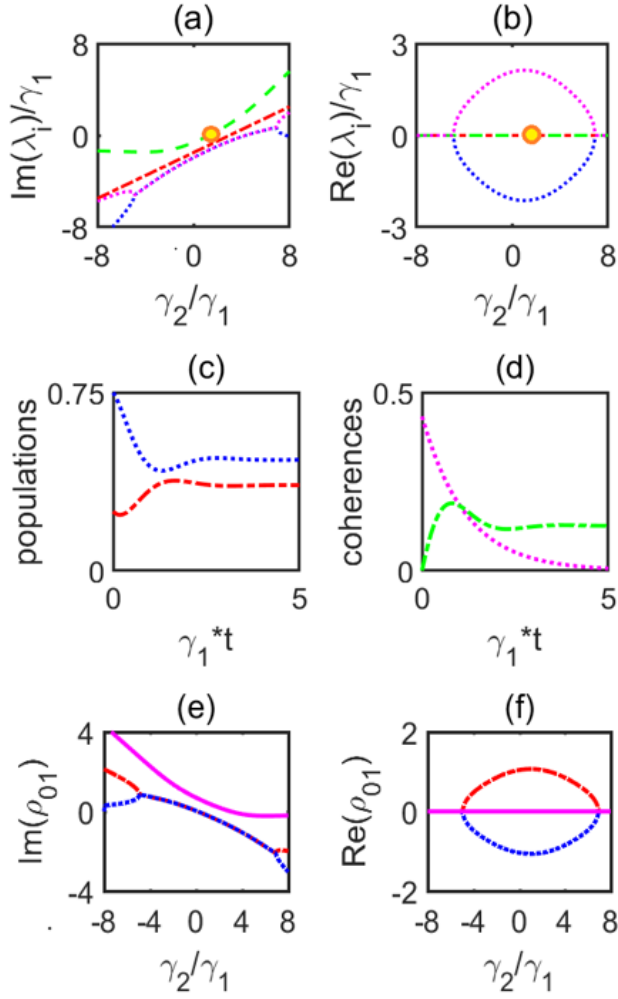 (a)
(b)
Im(λᵢ)/γ₁
8
0
-8
-8
0
8
γ₂/γ₁
Re(λᵢ)/γ₁
3
0
-3
-8
0
8
γ₂/γ₁
(c)
(d)
populations
0.75
0
0
5
γ₁*t
coherences
0.5
0
0
5
γ₁*t
(e)
(f)
Im(ρ₀₁)
4
0
-4
-8
-4
0
4
8
γ₂/γ₁
Re(ρ₀₁)
2
0
-2
-8
-4
0
4
8
γ₂/γ₁